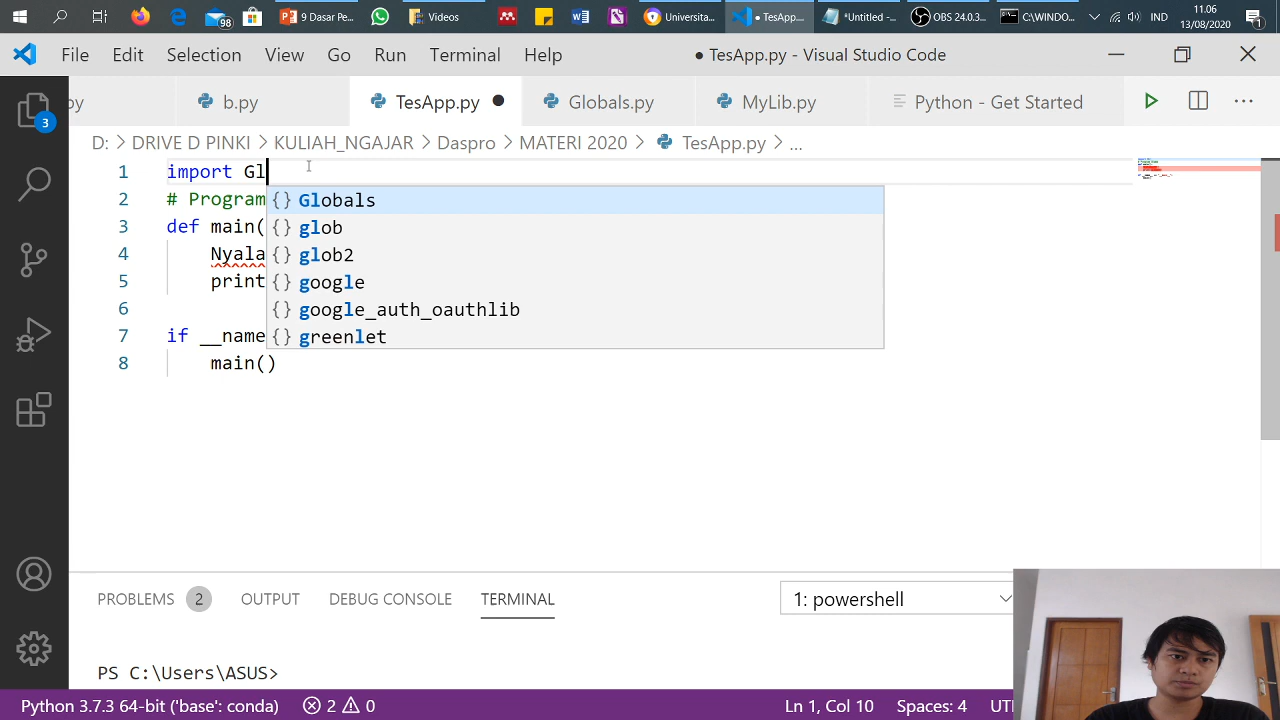 98
9 Dasar Pe...
Videos
Universita...
• TesApp...
*Untitled -...
OBS 24.0.3...
C:\WINDO...
IND
11.06
13/08/2020
1
File Edit Selection View Go Run Terminal Help
● TesApp.py - Visual Studio Code
py
b.py
TesApp.py
Globals.py
MyLib.py
Python - Get Started
3
D: > DRIVE D PINKI > KULIAH_NGAJAR > Daspro > MATERI 2020 > TesApp.py > ...
1 import Gl
2 # Program
3 def main(
4 Nyala
5 print
6
7 if __name
8 main()
{} Globals
{} glob
{} glob2
{} google
{} google_auth_oauthlib
{} greenlet
PROBLEMS 2 OUTPUT DEBUG CONSOLE TERMINAL
1: powershell
PS C:\Users\ASUS>
Python 3.7.3 64-bit ('base': conda)
2 0
Ln 1, Col 10
Spaces: 4